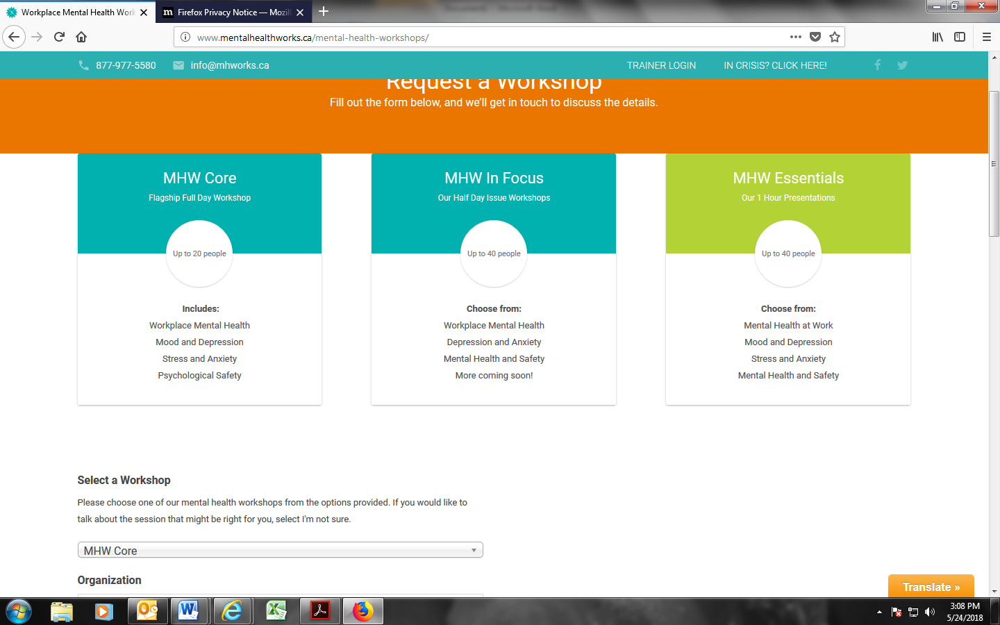 Workplace Mental Health Work
Firefox Privacy Notice — Mozil
www.mentalhealthworks.ca/mental-health-workshops/
877-977-5580
info@mhworks.ca
TRAINER LOGIN
IN CRISIS? CLICK HERE!
Request a Workshop
Fill out the form below, and we’ll get in touch to discuss the details.
MHW Core
Flagship Full Day Workshop
Up to 20 people
Includes:
Workplace Mental Health
Mood and Depression
Stress and Anxiety
Psychological Safety
MHW In Focus
Our Half Day Issue Workshops
Up to 40 people
Choose from:
Workplace Mental Health
Depression and Anxiety
Mental Health and Safety
More coming soon!
MHW Essentials
Our 1 Hour Presentations
Up to 40 people
Choose from:
Mental Health at Work
Mood and Depression
Stress and Anxiety
Mental Health and Safety
Select a Workshop
Please choose one of our mental health workshops from the options provided. If you would like to
talk about the session that might be right for you, select I'm not sure.
MHW Core
Organization
Translate »
3:08 PM
5/24/2018